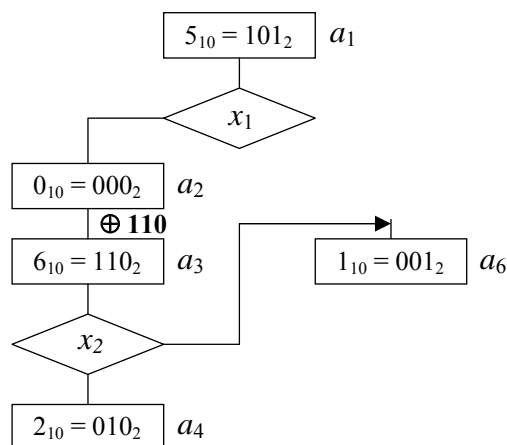 5₁₀ = 101₂ a₁
x₁
0₁₀ = 000₂ a₂
⊕ 110
6₁₀ = 110₂ a₃
1₁₀ = 001₂ a₆
x₂
2₁₀ = 010₂ a₄